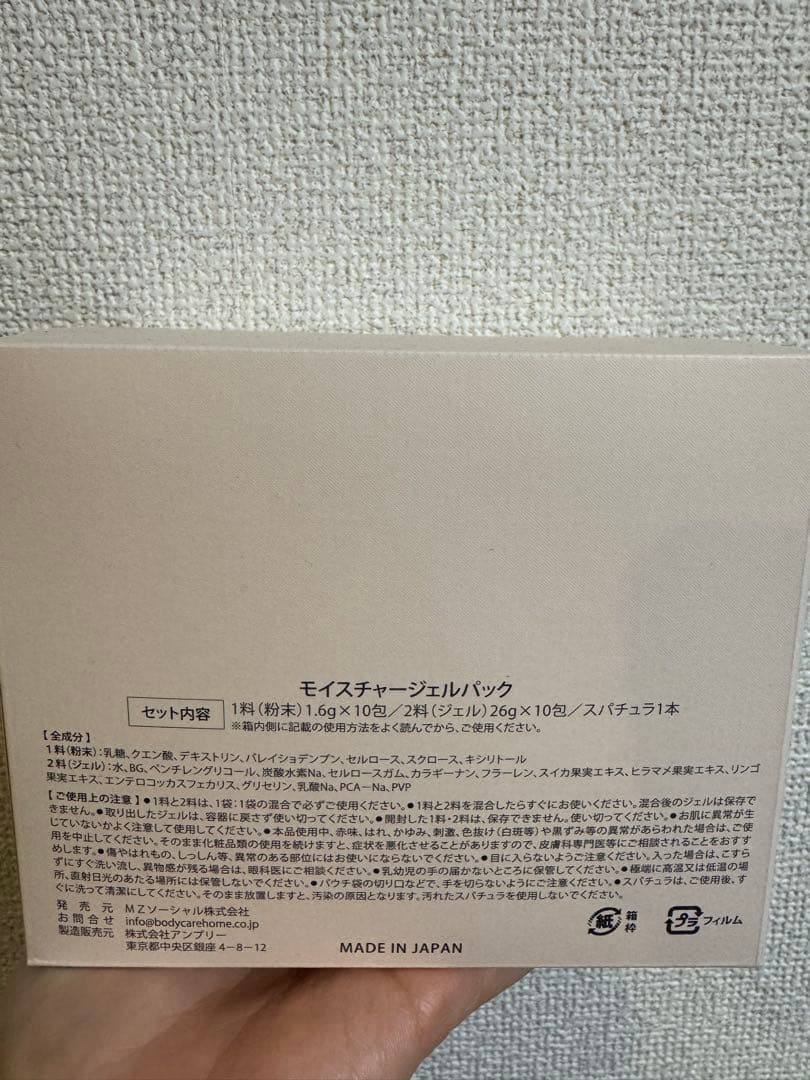 モイスチャージェルパック
セット内容 1料(粉末)1.6g×10包/2料(ジェル)26g×10包/スパチュラ1本
※箱内側に記載の使用方法をよく読んでから、ご使用ください。
【全成分】
1料(粉末):乳糖、クエン酸、デキストリン、バレイショデンプン、セルロース、スクロース、キシリトール
2料(ジェル):水、BG、ペンチレングリコール、炭酸水素Na、セルロースガム、カラギーナン、フラーレン、スイカ果実エキス、ヒラマメ果実エキス、リンゴ
果実エキス、エンテロコッカスフェカリス、グリセリン、乳酸Na、PCA-Na、PVP
【ご使用上の注意】●1料と2料は、1袋:1袋の混合で必ずご使用ください。●1料と2料を混合したらすぐにお使いください。混合後のジェルは保存で
きません。●取り出したジェルは、容器に戻さず使い切ってください。●開封した1料・2料は、保存できません。使い切ってください。●お肌に異常が生
じていないかよく注意して使用してください。●本品使用中、赤味、はれ、かゆみ、刺激、色抜け(白斑等)や黒ずみ等の異常があらわれた場合は、ご使
用を中止してください。そのまま化粧品類の使用を続けますと、症状を悪化させることがありますので、皮膚科専門医等にご相談されることをおすす
めします。●傷やはれもの、しっしん等、異常のある部位にはお使いにならないでください。●目に入らないようご注意ください。入った場合は、こすら
ずにすぐ洗い流し、異物感が残る場合は、眼科医にご相談ください。●乳幼児の手の届かないところに保管してください。●極端に高温又は低温の場
所、直射日光のあたる場所には保管しないでください。●パウチ袋の切り口などで、手を切らないようにご注意ください。●スパチュラは、ご使用後、す
ぐに洗って清潔にしてください。そのまま放置しますと、汚染の原因となります。汚れたスパチュラを使用しないでください。
発売元 MZソーシャル株式会社
お問合せ info@bodycarehome.co.jp
製造販売元 株式会社アンプリー
東京都中央区銀座4-8-12
MADE IN JAPAN
紙 箱
枠
プラ フィルム